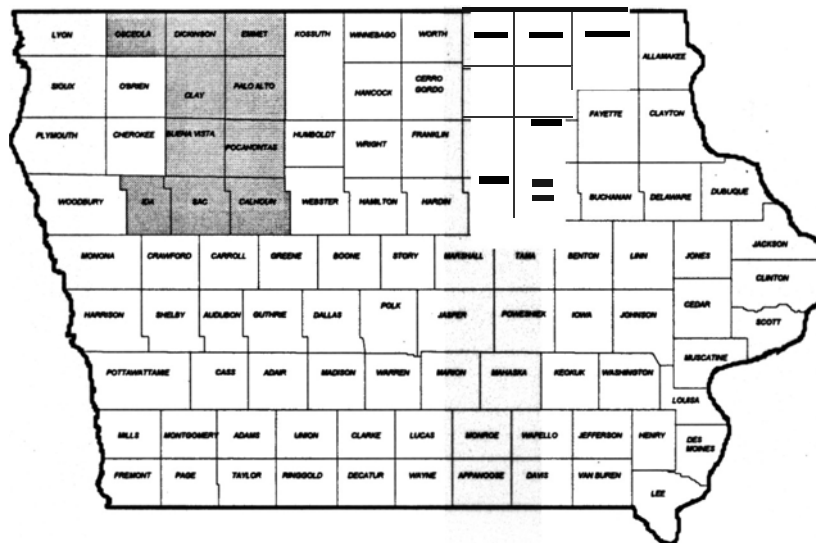 LYON OSCEOLA DICKINSON EMMET KOSSUTH WINNEBAGO WORTH
ALLAMAKEE
SIOUX O'BRIEN CLAY PALO ALTO HANCOCK CERRO
GORDO
FAYETTE CLAYTON
PLYMOUTH CHEROKEE BUENA VISTA POCAHONTAS HUMBOLDT WRIGHT FRANKLIN
WOODBURY IDA SAC CALHOUN WEBSTER HAMILTON HARDIN BUCHANAN DELAWARE DUBUQUE
MONONA CRAWFORD CARROLL GREENE BOONE STORY MARSHALL TAMA BENTON LINN JONES JACKSON
CLINTON
HARRISON SHELBY AUDUBON GUTHRIE DALLAS POLK JASPER POWESHIEK IOWA JOHNSON CEDAR
SCOTT
MUSCATINE
POTTAWATTAMIE CASS ADAIR MADISON WARREN MARION MAHASKA KEOKUK WASHINGTON
LOUISA
MILLS MONTGOMERY ADAMS UNION CLARKE LUCAS MONROE WAPELLO JEFFERSON HENRY DES
MOINES
FREMONT PAGE TAYLOR RINGGOLD DECATUR WAYNE APPANOOSE DAVIS VAN BUREN
LEE